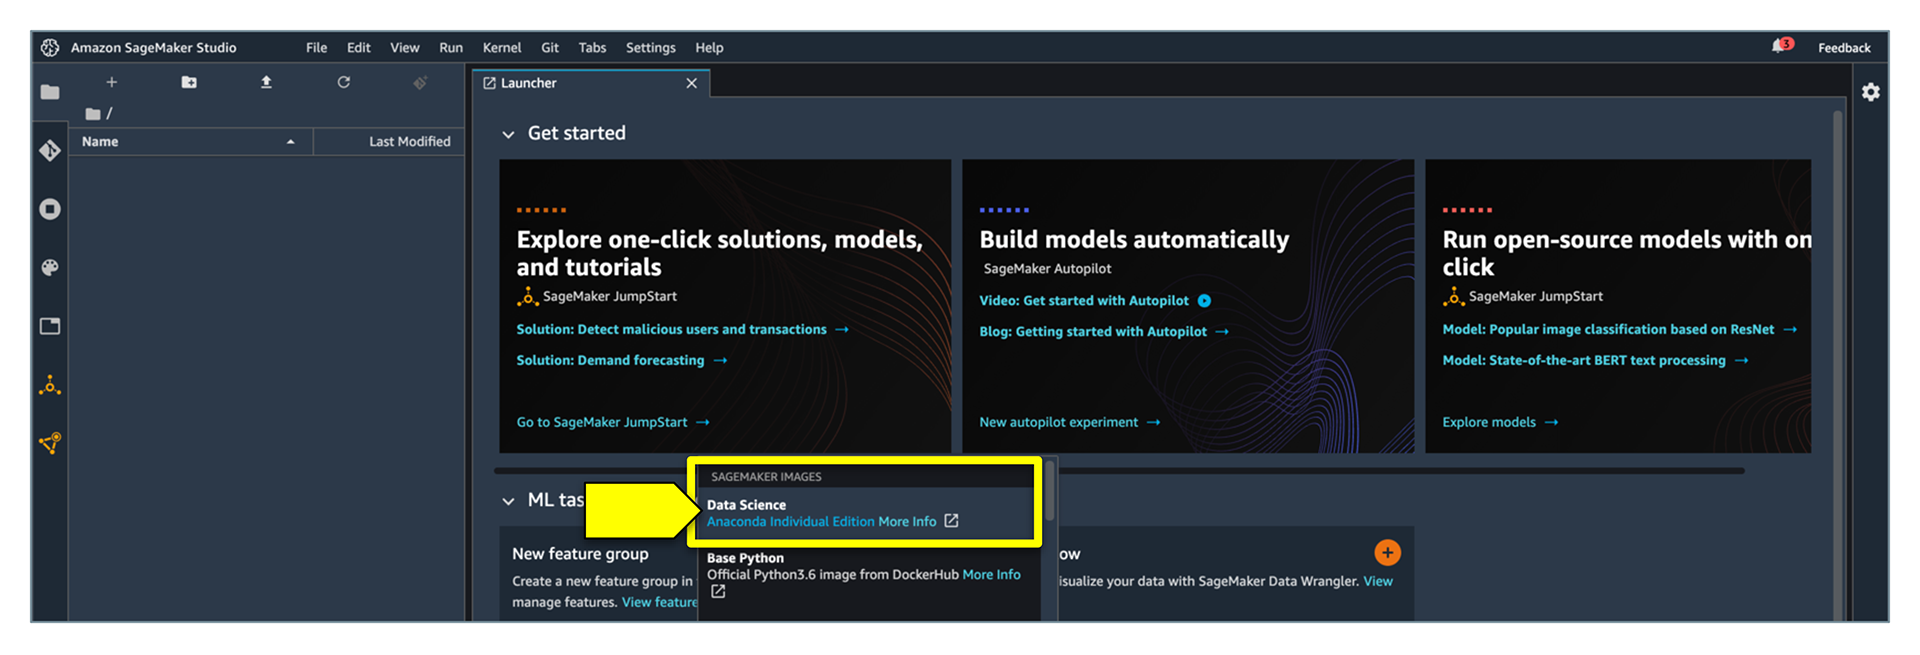 Amazon SageMaker Studio File Edit View Run Kernel Git Tabs Settings Help 3 Feedback
Launcher
/
Name Last Modified
Get started
Explore one-click solutions, models,
and tutorials
SageMaker JumpStart
Solution: Detect malicious users and transactions →
Solution: Demand forecasting →
Go to SageMaker JumpStart →
Build models automatically
SageMaker Autopilot
Video: Get started with Autopilot
Blog: Getting started with Autopilot →
New autopilot experiment →
Run open-source models with on
click
SageMaker JumpStart
Model: Popular image classification based on ResNet →
Model: State-of-the-art BERT text processing →
Explore models →
ML tas
SAGEMAKER IMAGES
Data Science
Anaconda Individual Edition More Info
Base Python
Official Python3.6 image from DockerHub More Info
New feature group
Create a new feature group in
manage features. View feature
ow
isualize your data with SageMaker Data Wrangler. View